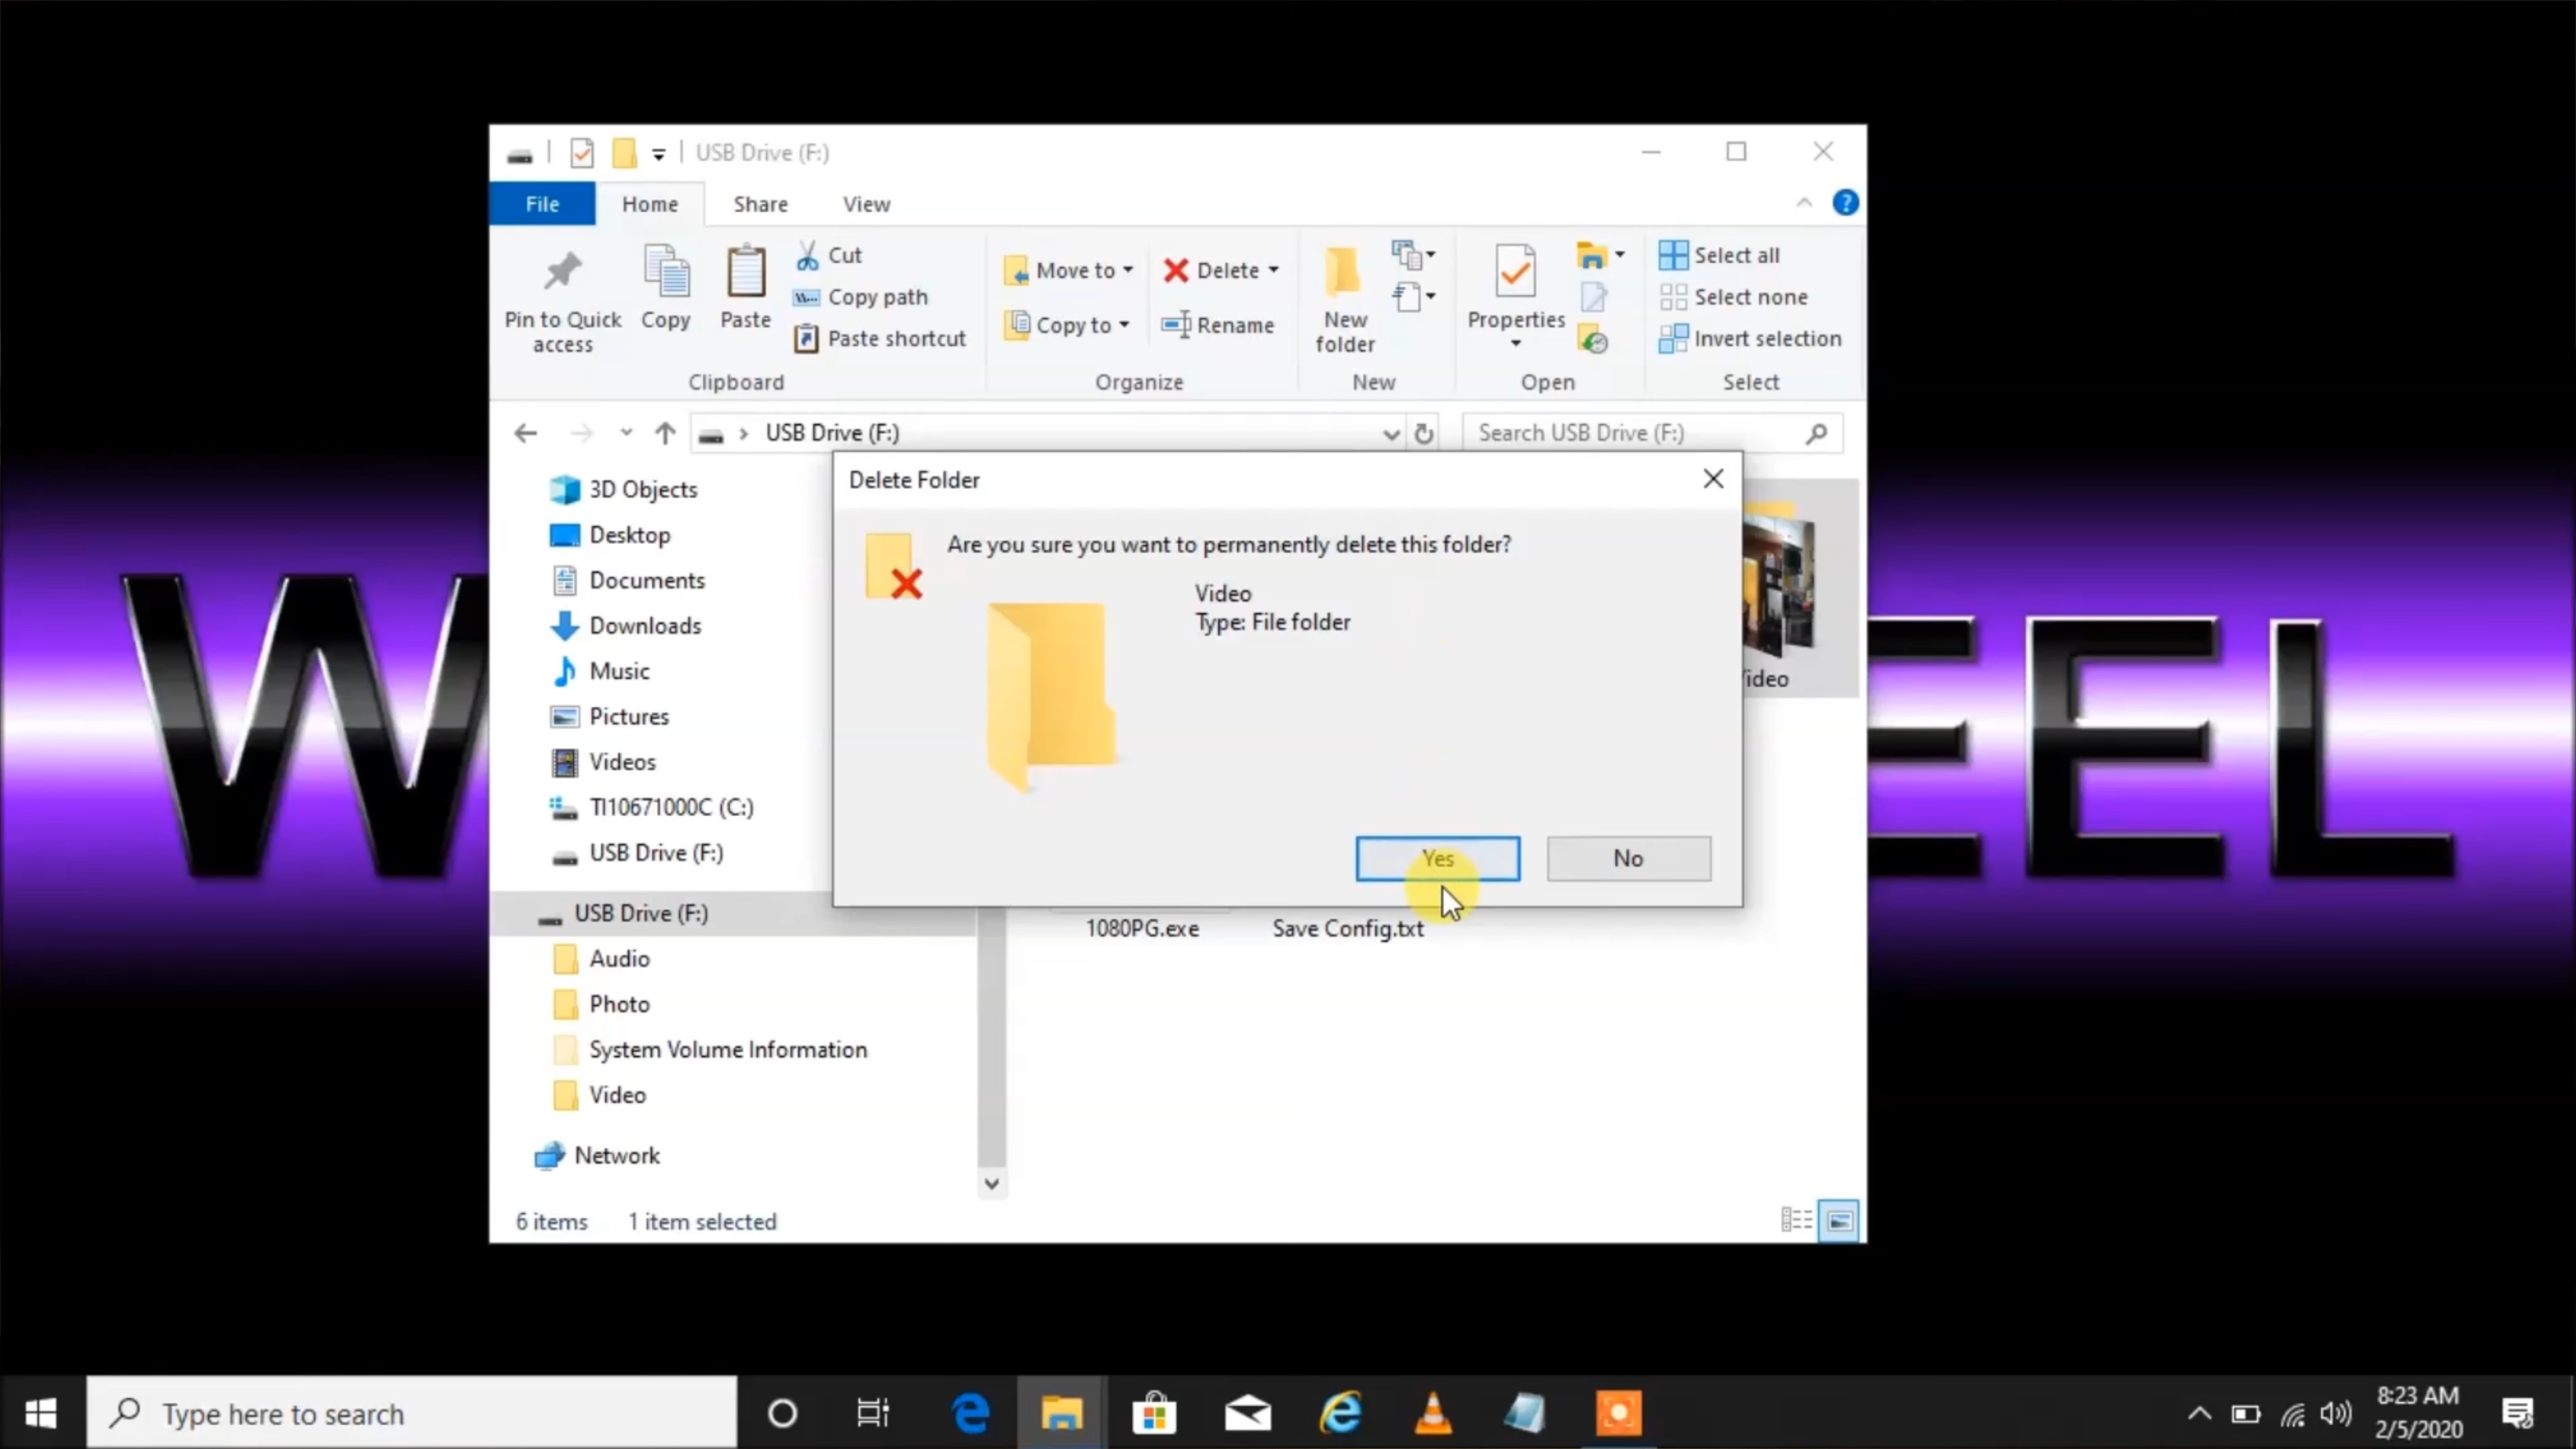 USB Drive (F:)
File Home Share View
Pin to Quick access
Copy
Paste
Cut
Copy path
Paste shortcut
Clipboard
Move to
Copy to
Delete
Rename
Organize
New folder
New
Properties
Open
Select all
Select none
Invert selection
Select
USB Drive (F:)
Search USB Drive (F:)
3D Objects
Desktop
Documents
Downloads
Music
Pictures
Videos
TI10671000C (C:)
USB Drive (F:)
USB Drive (F:)
Audio
Photo
System Volume Information
Video
Network
Delete Folder
Are you sure you want to permanently delete this folder?
Video
Type: File folder
Yes
No
ideo
1080PG.exe
Save Config.txt
6 items 1 item selected
W
EEL
Type here to search
8:23 AM
2/5/2020